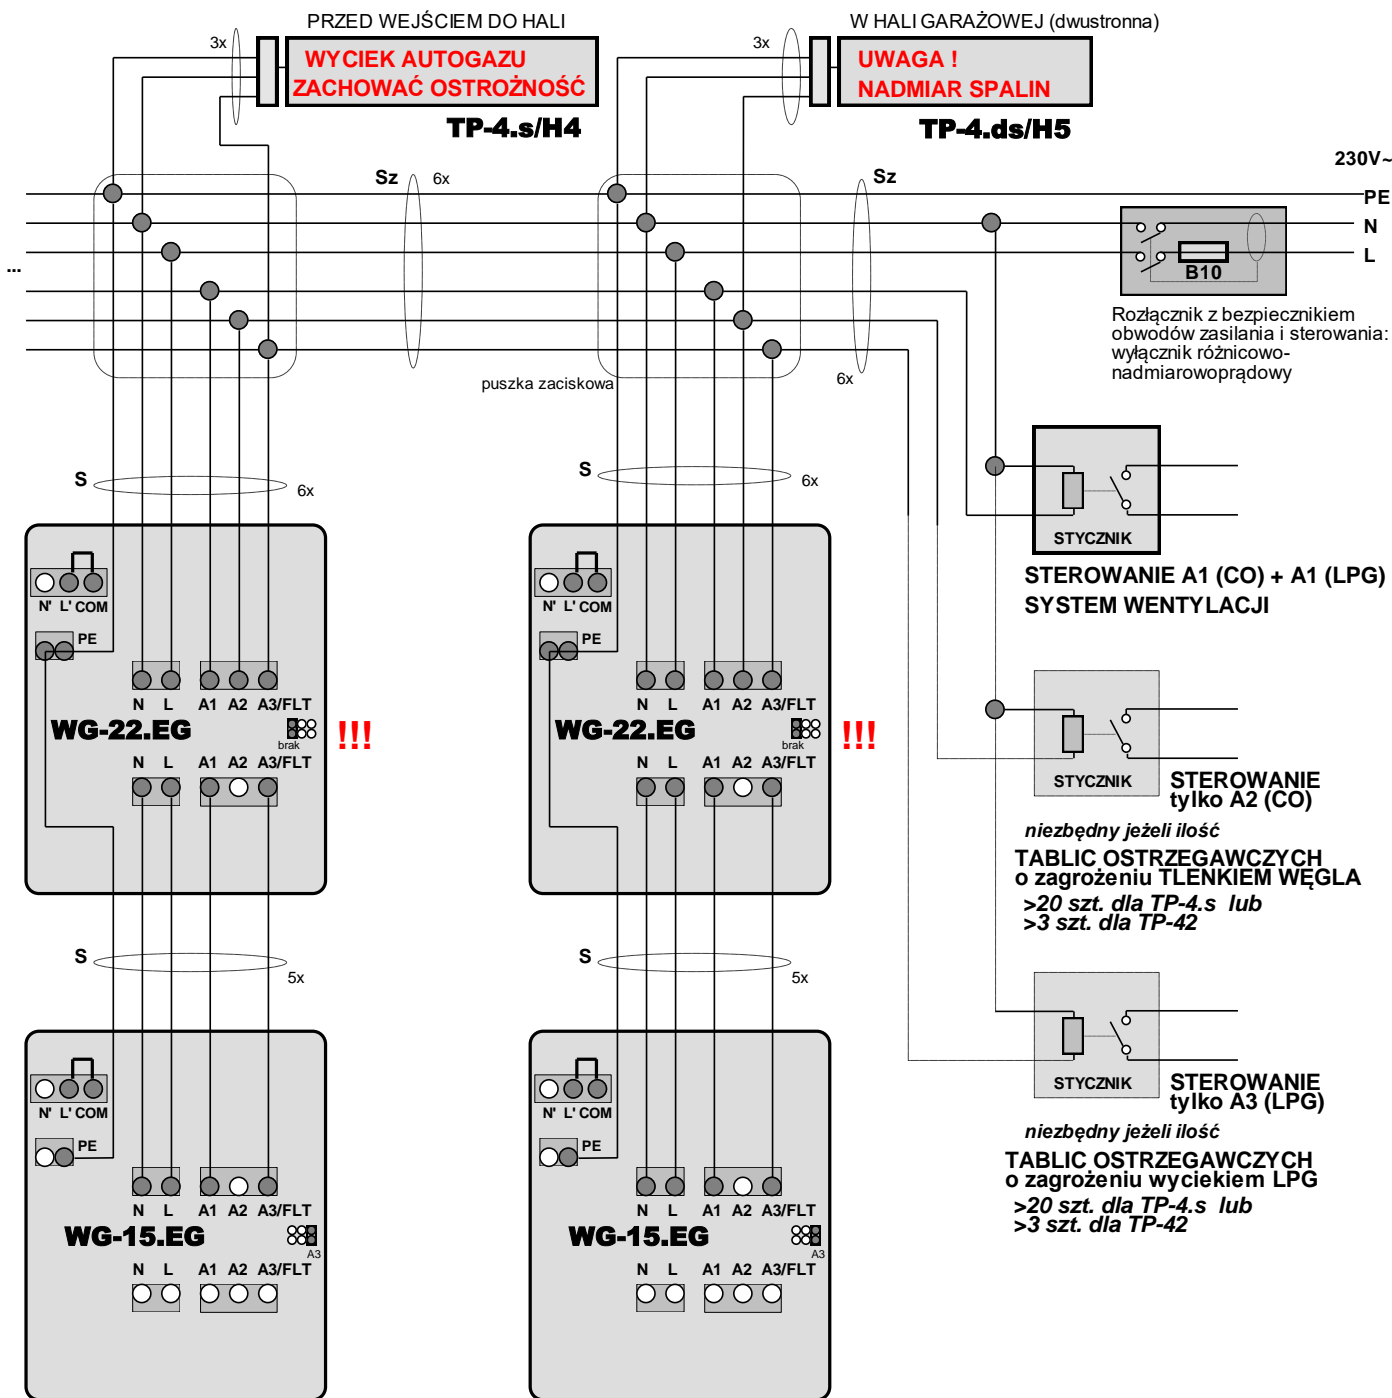 PRZED WEJŚCIEM DO HALI
W HALI GARAŻOWEJ (dwustronna)
3x
WYCIEK AUTOGAZU
ZACHOWAĆ OSTROŻNOŚĆ
3x
UWAGA !
NADMIAR SPALIN
TP-4.s/H4
TP-4.ds/H5
230V~
Sz
6x
Sz
PE
N
L
...
B10
Rozłącznik z bezpiecznikiem
obwodów zasilania i sterowania:
wyłącznik różnicowo-
nadmiarowoprądowy
puszka zaciskowa
6x
S
6x
S
6x
STYCZNIK
STEROWANIE A1 (CO) + A1 (LPG)
SYSTEM WENTYLACJI
N' L' COM
PE
N L A1 A2 A3/FLT
WG-22.EG
brak
!!!
N L A1 A2 A3/FLT
N' L' COM
PE
N L A1 A2 A3/FLT
WG-22.EG
brak
!!!
N L A1 A2 A3/FLT
STYCZNIK
STEROWANIE
tylko A2 (CO)
niezbędny jeżeli ilość
TABLIC OSTRZEGAWCZYCH
o zagrożeniu TLENKIEM WĘGLA
>20 szt. dla TP-4.s lub
>3 szt. dla TP-42
S
5x
S
5x
N' L' COM
PE
N L A1 A2 A3/FLT
WG-15.EG
A3
N L A1 A2 A3/FLT
N' L' COM
PE
N L A1 A2 A3/FLT
WG-15.EG
A3
N L A1 A2 A3/FLT
STYCZNIK
STEROWANIE
tylko A3 (LPG)
niezbędny jeżeli ilość
TABLIC OSTRZEGAWCZYCH
o zagrożeniu wyciekiem LPG
>20 szt. dla TP-4.s lub
>3 szt. dla TP-42